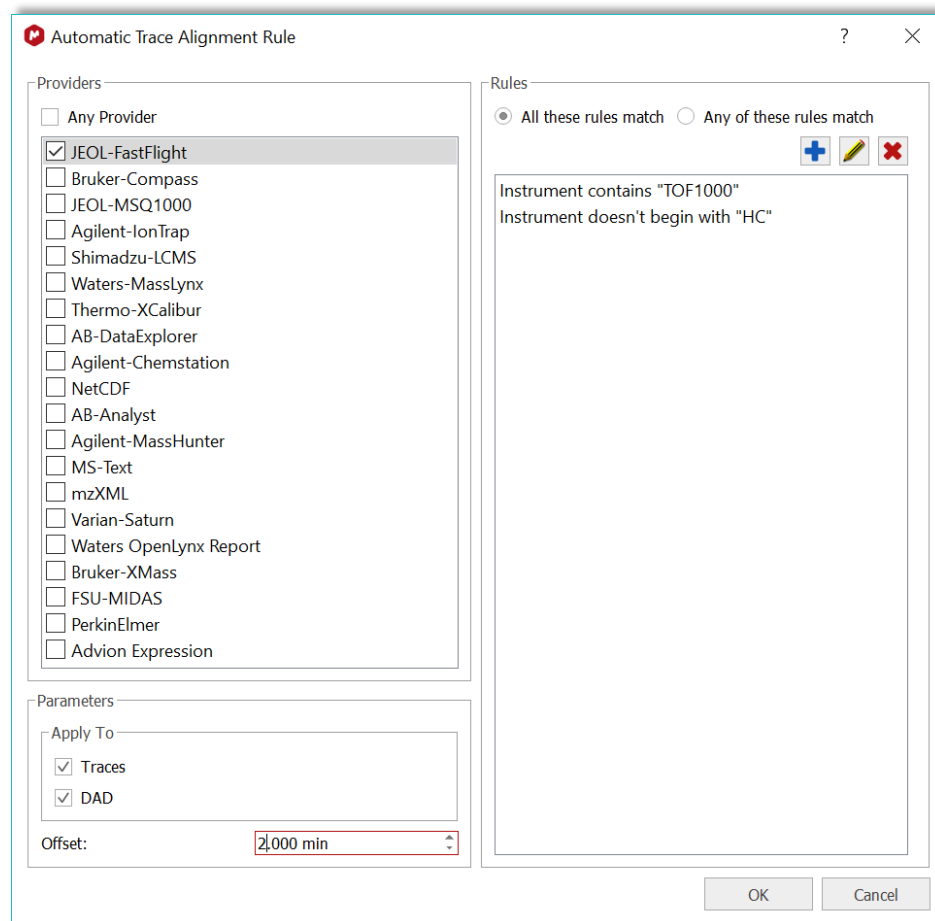 Automatic Trace Alignment Rule
?
Providers
Any Provider
JEOL-FastFlight
Bruker-Compass
JEOL-MSQ1000
Agilent-IonTrap
Shimadzu-LCMS
Waters-MassLynx
Thermo-XCalibur
AB-DataExplorer
Agilent-Chemstation
NetCDF
AB-Analyst
Agilent-MassHunter
MS-Text
mzXML
Varian-Saturn
Waters OpenLynx Report
Bruker-XMass
FSU-MIDAS
PerkinElmer
Advion Expression
Parameters
Apply To
Traces
DAD
Offset: 2.000 min
Rules
All these rules match Any of these rules match
Instrument contains "TOF1000"
Instrument doesn't begin with "HC"
OK Cancel